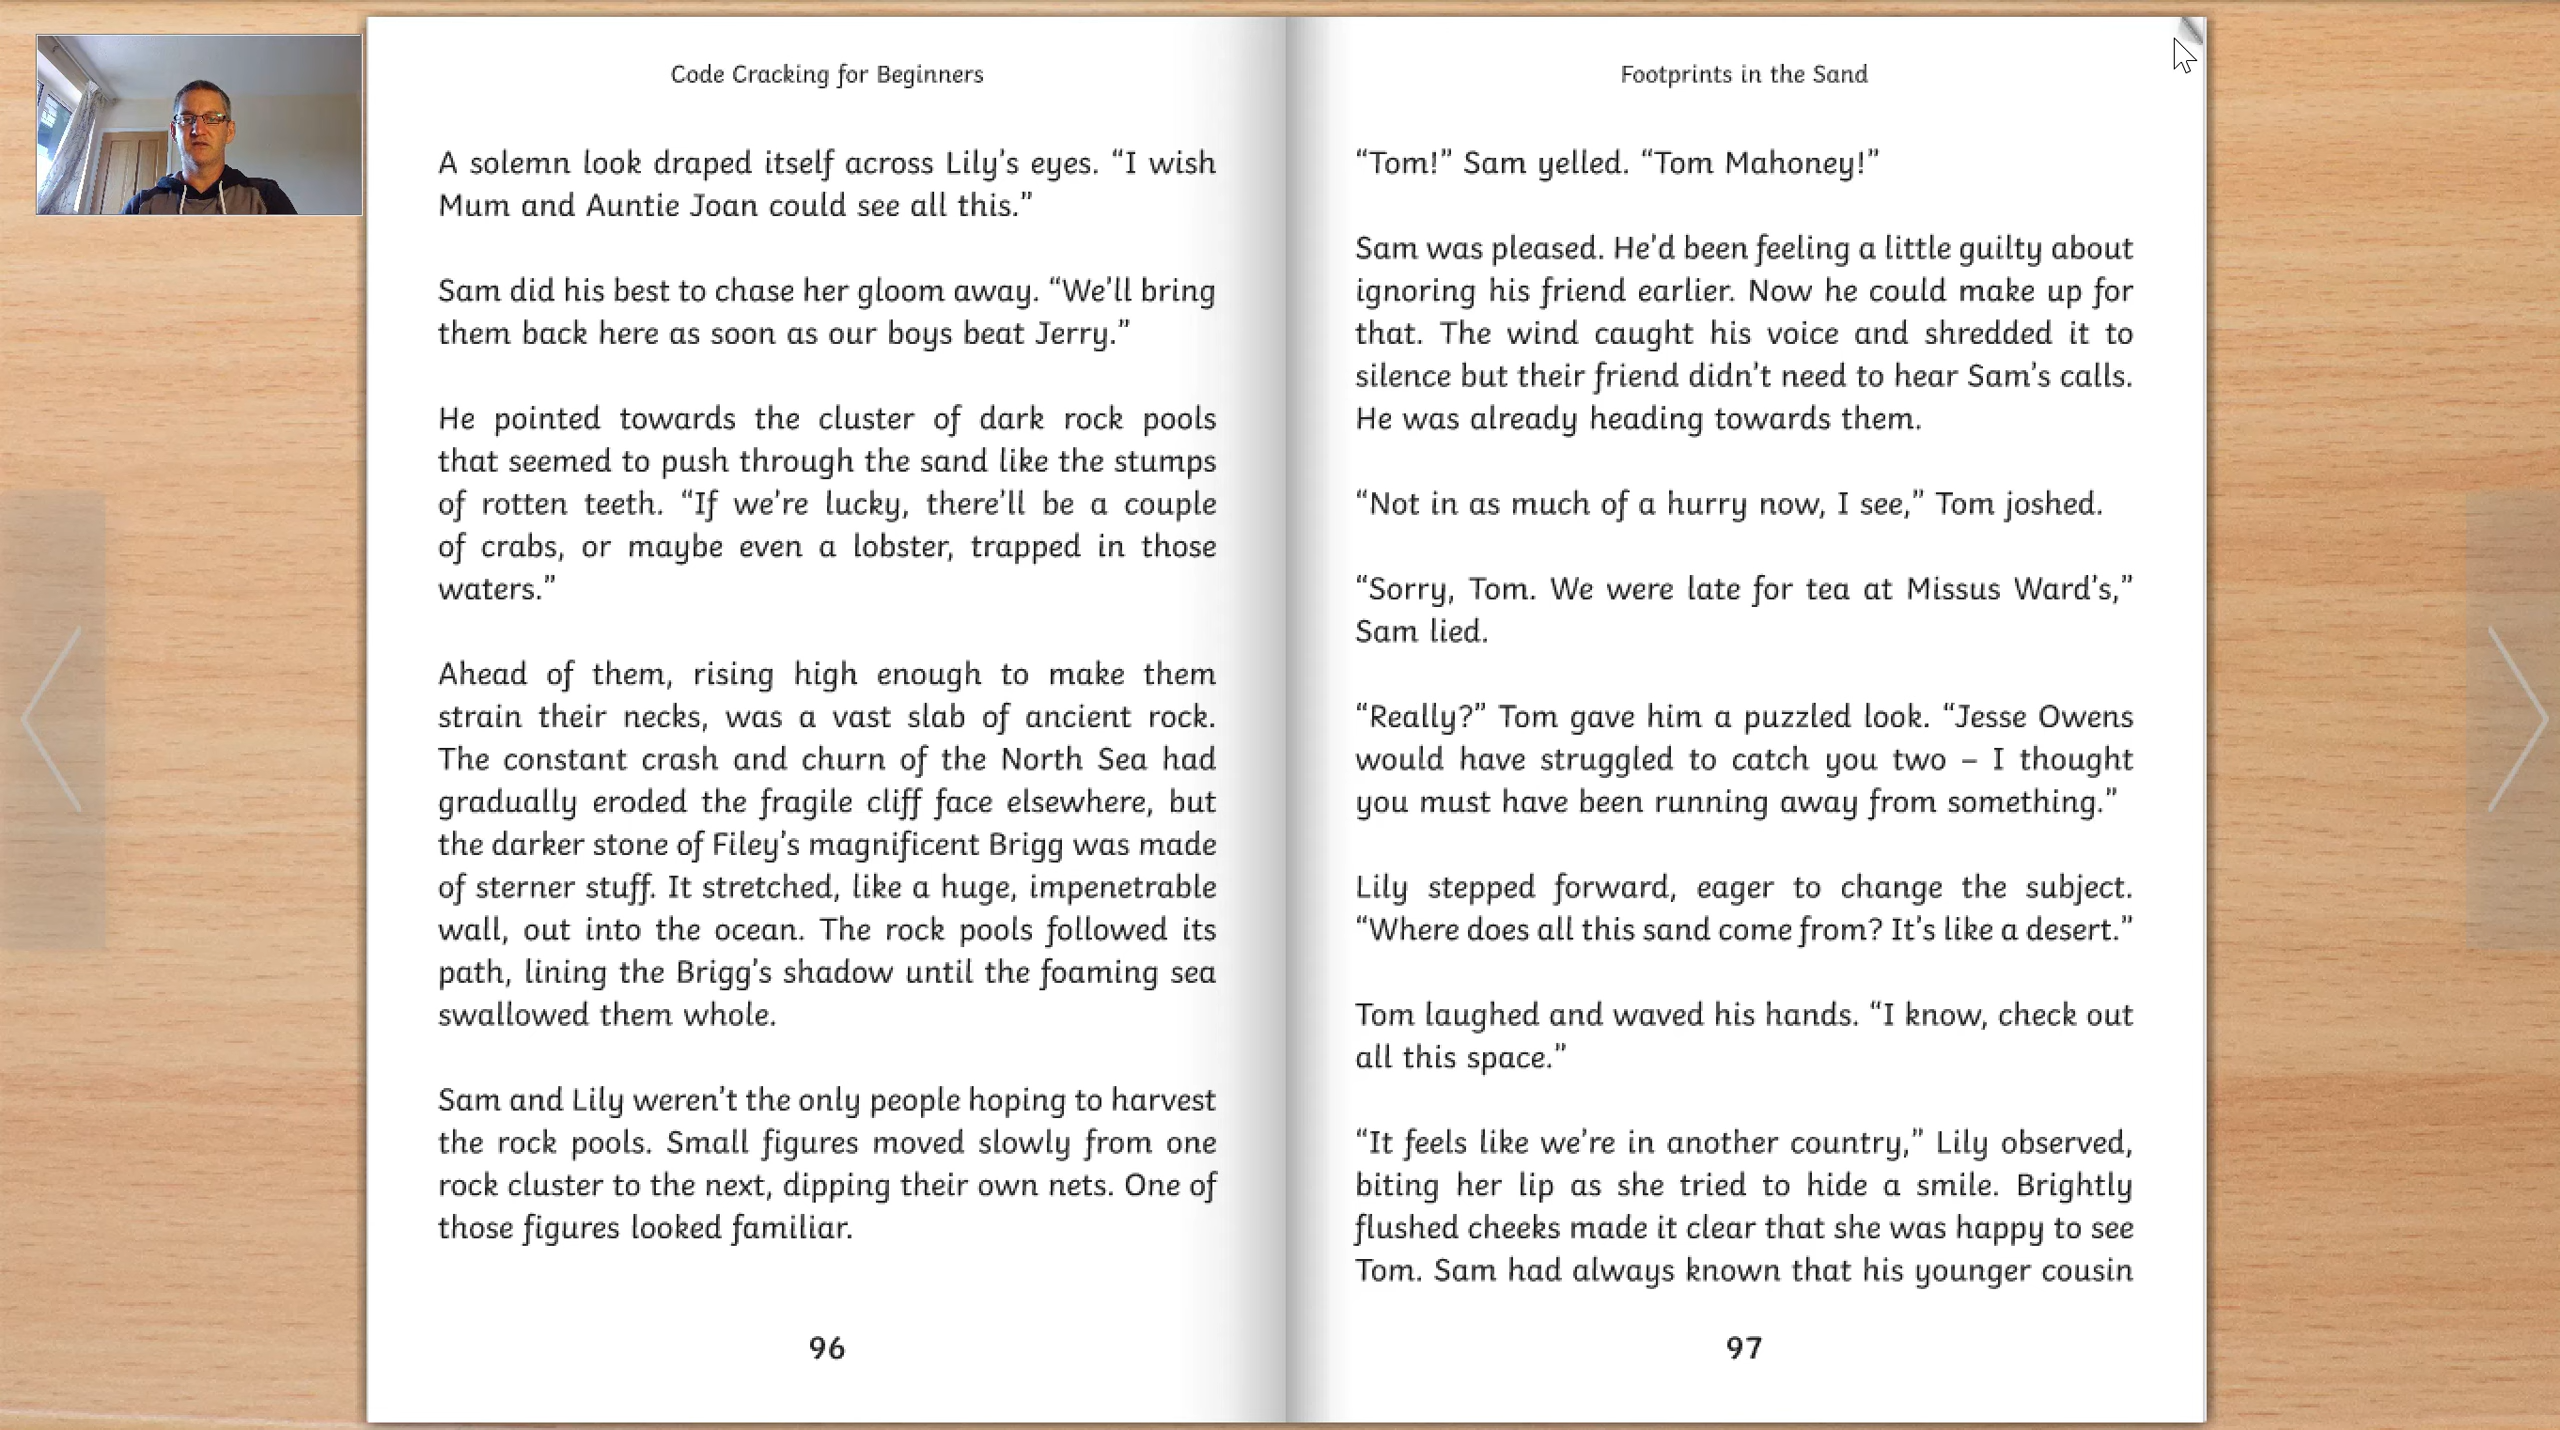 Code Cracking for Beginners
A solemn look draped itself across Lily’s eyes. “I wish
Mum and Auntie Joan could see all this.”
Sam did his best to chase her gloom away. “We’ll bring
them back here as soon as our boys beat Jerry.”
He pointed towards the cluster of dark rock pools
that seemed to push through the sand like the stumps
of rotten teeth. “If we’re lucky, there’ll be a couple
of crabs, or maybe even a lobster, trapped in those
waters.”
Ahead of them, rising high enough to make them
strain their necks, was a vast slab of ancient rock.
The constant crash and churn of the North Sea had
gradually eroded the fragile cliff face elsewhere, but
the darker stone of Filey’s magnificent Brigg was made
of sterner stuff. It stretched, like a huge, impenetrable
wall, out into the ocean. The rock pools followed its
path, lining the Brigg’s shadow until the foaming sea
swallowed them whole.
Sam and Lily weren’t the only people hoping to harvest
the rock pools. Small figures moved slowly from one
rock cluster to the next, dipping their own nets. One of
those figures looked familiar.
96
Footprints in the Sand
“Tom!” Sam yelled. “Tom Mahoney!”
Sam was pleased. He’d been feeling a little guilty about
ignoring his friend earlier. Now he could make up for
that. The wind caught his voice and shredded it to
silence but their friend didn’t need to hear Sam’s calls.
He was already heading towards them.
“Not in as much of a hurry now, I see,” Tom joshed.
“Sorry, Tom. We were late for tea at Missus Ward’s,”
Sam lied.
“Really?” Tom gave him a puzzled look. “Jesse Owens
would have struggled to catch you two – I thought
you must have been running away from something.”
Lily stepped forward, eager to change the subject.
“Where does all this sand come from? It’s like a desert.”
Tom laughed and waved his hands. “I know, check out
all this space.”
“It feels like we’re in another country,” Lily observed,
biting her lip as she tried to hide a smile. Brightly
flushed cheeks made it clear that she was happy to see
Tom. Sam had always known that his younger cousin
97